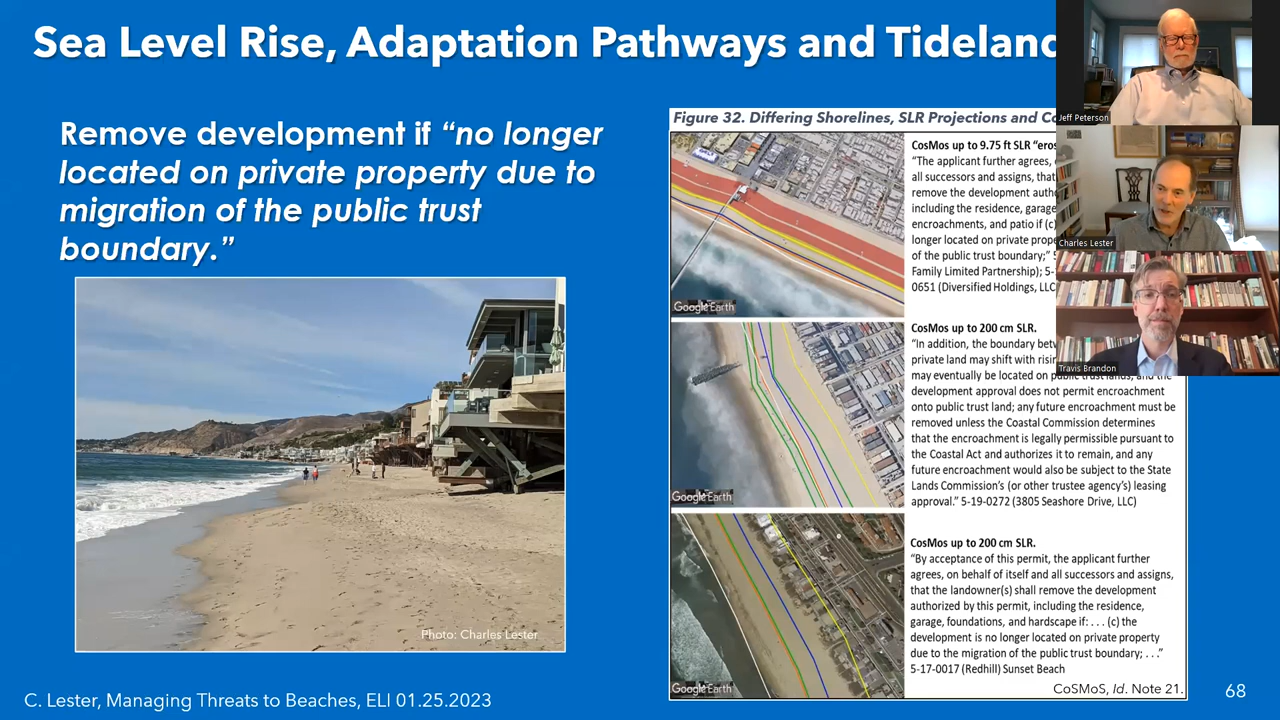 Sea Level Rise, Adaptation Pathways and Tideland
Remove development if “no longer
located on private property due to
migration of the public trust
boundary.”
Photo: Charles Lester
C. Lester, Managing Threats to Beaches, ELI 01.25.2023
Figure 32. Differing Shorelines, SLR Projections and Co
Google Earth
CosMos up to 9.75 ft SLR “eros
“The applicant further agrees,
all successors and assigns, that
remove the development autho
including the residence, garage
encroachments, and patio if (c)
longer located on private prope
of the public trust boundary;” 5
Family Limited Partnership); 5-
0651 (Diversified Holdings, LLC
Google Earth
CosMos up to 200 cm SLR.
“In addition, the boundary betw
private land may shift with risin
may eventually be located on public trust lands, and the
development approval does not permit encroachment
onto public trust land; any future encroachment must be
removed unless the Coastal Commission determines
that the encroachment is legally permissible pursuant to
the Coastal Act and authorizes it to remain, and any
future encroachment would also be subject to the State
Lands Commission’s (or other trustee agency’s) leasing
approval.” 5-19-0272 (3805 Seashore Drive, LLC)
Google Earth
CosMos up to 200 cm SLR.
“By acceptance of this permit, the applicant further
agrees, on behalf of itself and all successors and assigns,
that the landowner(s) shall remove the development
authorized by this permit, including the residence,
garage, foundations, and hardscape if: . . . (c) the
development is no longer located on private property
due to the migration of the public trust boundary; . . .”
5-17-0017 (Redhill) Sunset Beach
CoSMoS, Id. Note 21.
68
Jeff Peterson
Charles Lester
Travis Brandon